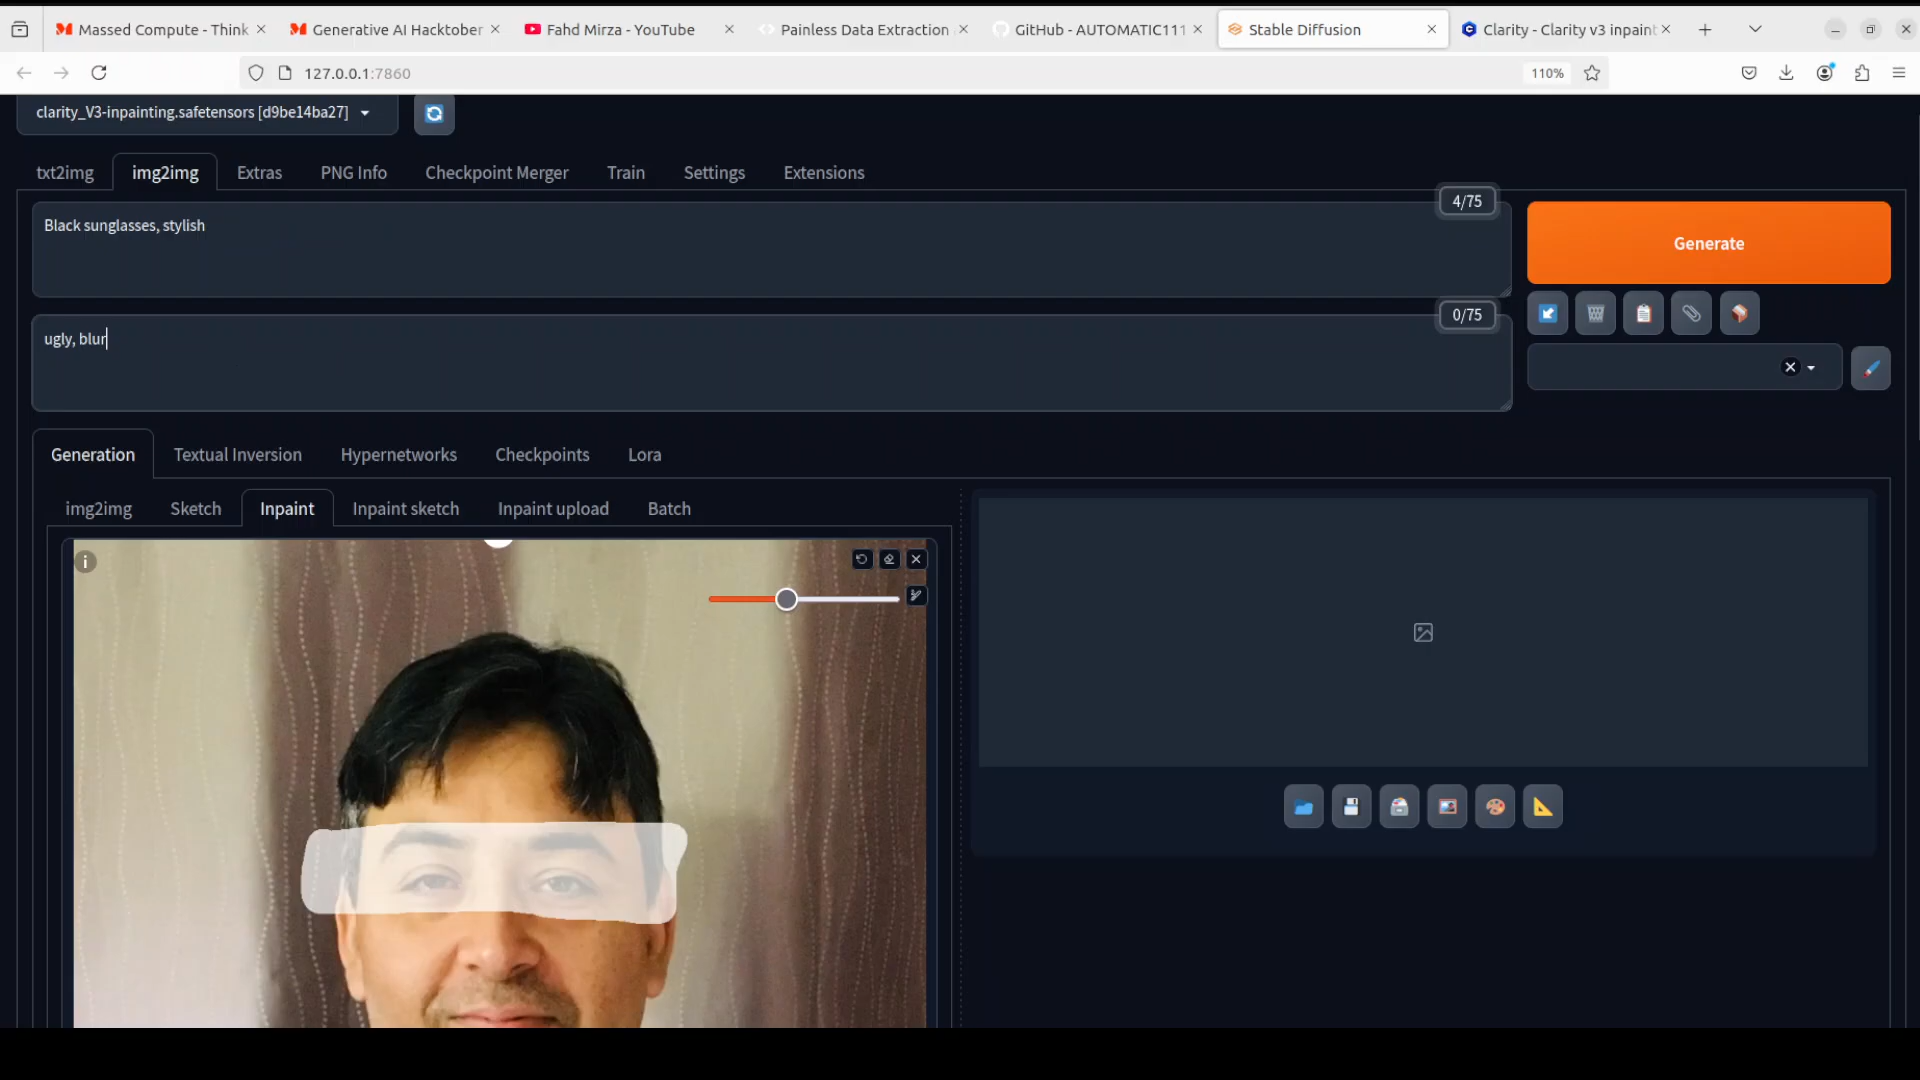 Massed Compute - Think
Generative AI Hacktober
Fahd Mirza - YouTube
Painless Data Extraction
GitHub - AUTOMATIC111
Stable Diffusion
Clarity - Clarity v3 inpaint
127.0.0.1:7860
110%
clarity_V3-inpainting.safetensors [d9be14ba27]
txt2img
img2img
Extras
PNG Info
Checkpoint Merger
Train
Settings
Extensions
4/75
Black sunglasses, stylish
Generate
0/75
ugly, blur
Generation
Textual Inversion
Hypernetworks
Checkpoints
Lora
img2img
Sketch
Inpaint
Inpaint sketch
Inpaint upload
Batch
i